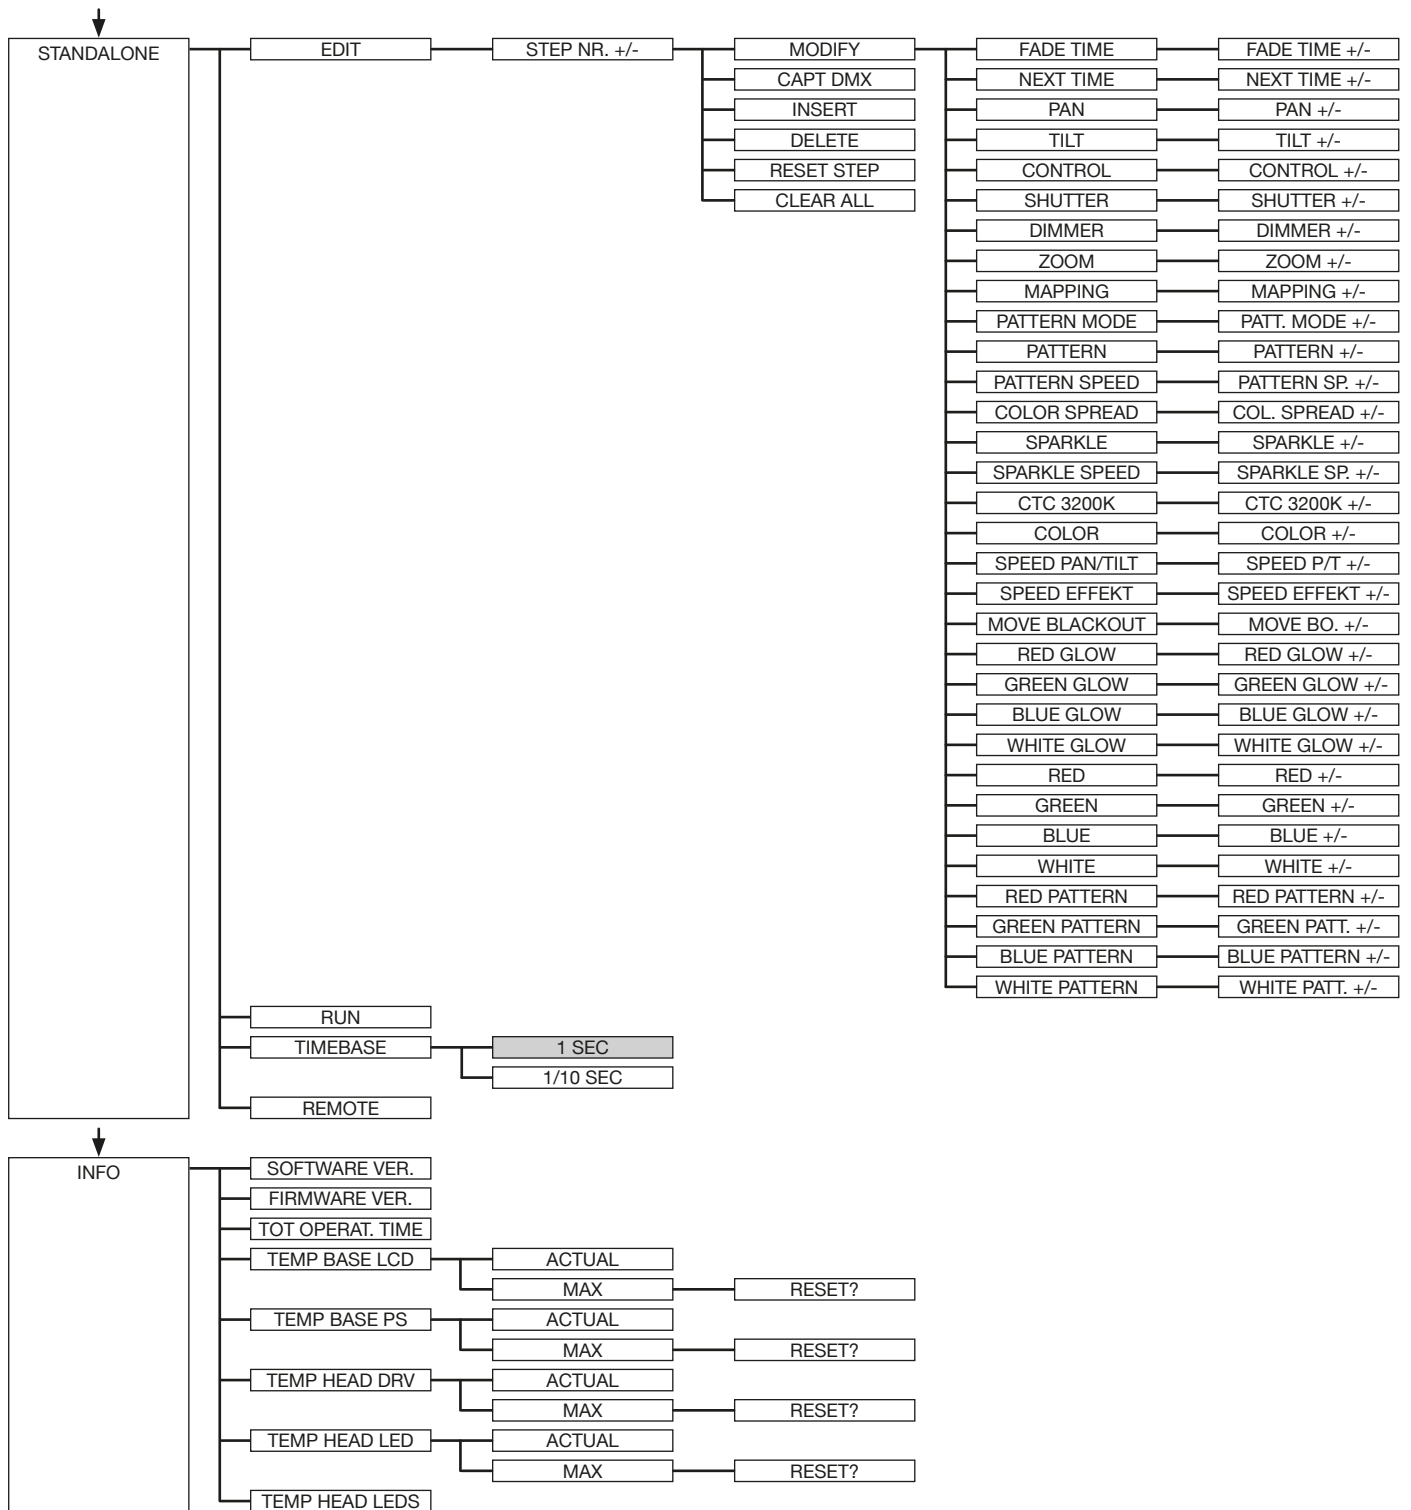 STANDALONE EDIT STEP NR. +/- MODIFY FADE TIME FADE TIME +/-
CAPT DMX NEXT TIME NEXT TIME +/-
INSERT PAN PAN +/-
DELETE TILT TILT +/-
RESET STEP CONTROL CONTROL +/-
CLEAR ALL SHUTTER SHUTTER +/-
DIMMER DIMMER +/-
ZOOM ZOOM +/-
MAPPING MAPPING +/-
PATTERN MODE PATT. MODE +/-
PATTERN PATTERN +/-
PATTERN SPEED PATTERN SP. +/-
COLOR SPREAD COL. SPREAD +/-
SPARKLE SPARKLE +/-
SPARKLE SPEED SPARKLE SP. +/-
CTC 3200K CTC 3200K +/-
COLOR COLOR +/-
SPEED PAN/TILT SPEED P/T +/-
SPEED EFFEKT SPEED EFFEKT +/-
MOVE BLACKOUT MOVE BO. +/-
RED GLOW RED GLOW +/-
GREEN GLOW GREEN GLOW +/-
BLUE GLOW BLUE GLOW +/-
WHITE GLOW WHITE GLOW +/-
RED RED +/-
GREEN GREEN +/-
BLUE BLUE +/-
WHITE WHITE +/-
RED PATTERN RED PATTERN +/-
GREEN PATTERN GREEN PATT. +/-
BLUE PATTERN BLUE PATTERN +/-
WHITE PATTERN WHITE PATT. +/-
RUN
TIMEBASE 1 SEC
1/10 SEC
REMOTE
INFO SOFTWARE VER.
FIRMWARE VER.
TOT OPERAT. TIME
TEMP BASE LCD ACTUAL
MAX RESET?
TEMP BASE PS ACTUAL
MAX RESET?
TEMP HEAD DRV ACTUAL
MAX RESET?
TEMP HEAD LED ACTUAL
MAX RESET?
TEMP HEAD LEDS